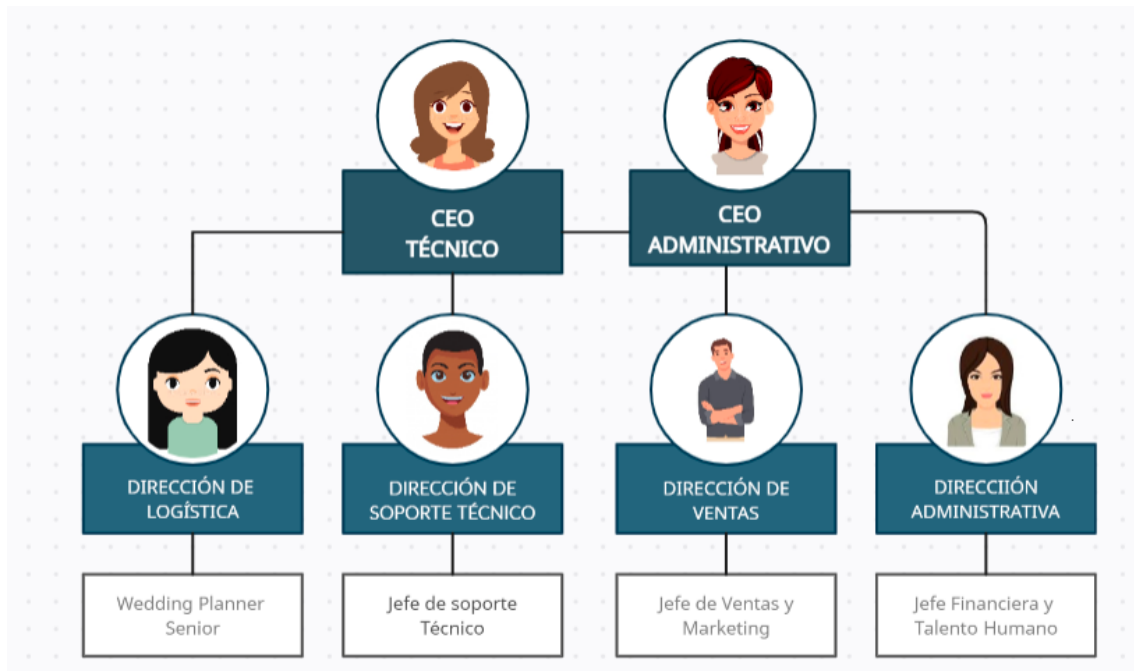 CEO
TÉCNICO
CEO
ADMINISTRATIVO
DIRECCIÓN DE
LOGÍSTICA
DIRECCIÓN DE
SOPORTE TÉCNICO
DIRECCIÓN DE
VENTAS
DIRECCIIÓN
ADMINISTRATIVA
Wedding Planner
Senior
Jefe de soporte
Técnico
Jefe de Ventas y
Marketing
Jefe Financiera y
Talento Humano